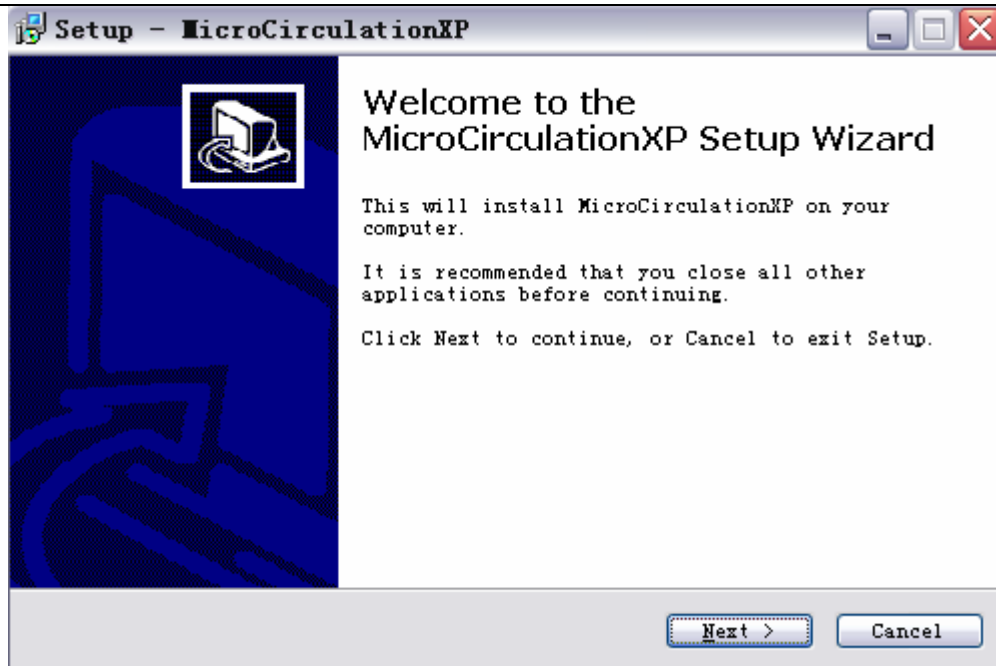 Setup - MicroCirculationXP
Welcome to the
MicroCirculationXP Setup Wizard
This will install MicroCirculationXP on your
computer.
It is recommended that you close all other
applications before continuing.
Click Next to continue, or Cancel to exit Setup.
Next >
Cancel